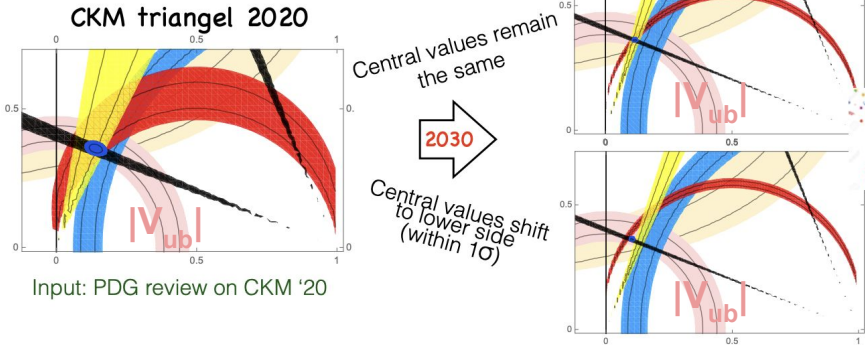 CKM triangel 2020
0
0.5
1
0.5
0.
0
0
|Vub|
0
0.5
1
Input: PDG review on CKM ‘20
Central values remain
the same
2030
Central values shift
to lower side
(within 1σ)
|Vub|
0
0
0.5
1
0.5
|Vub|
0
0
0.5
1